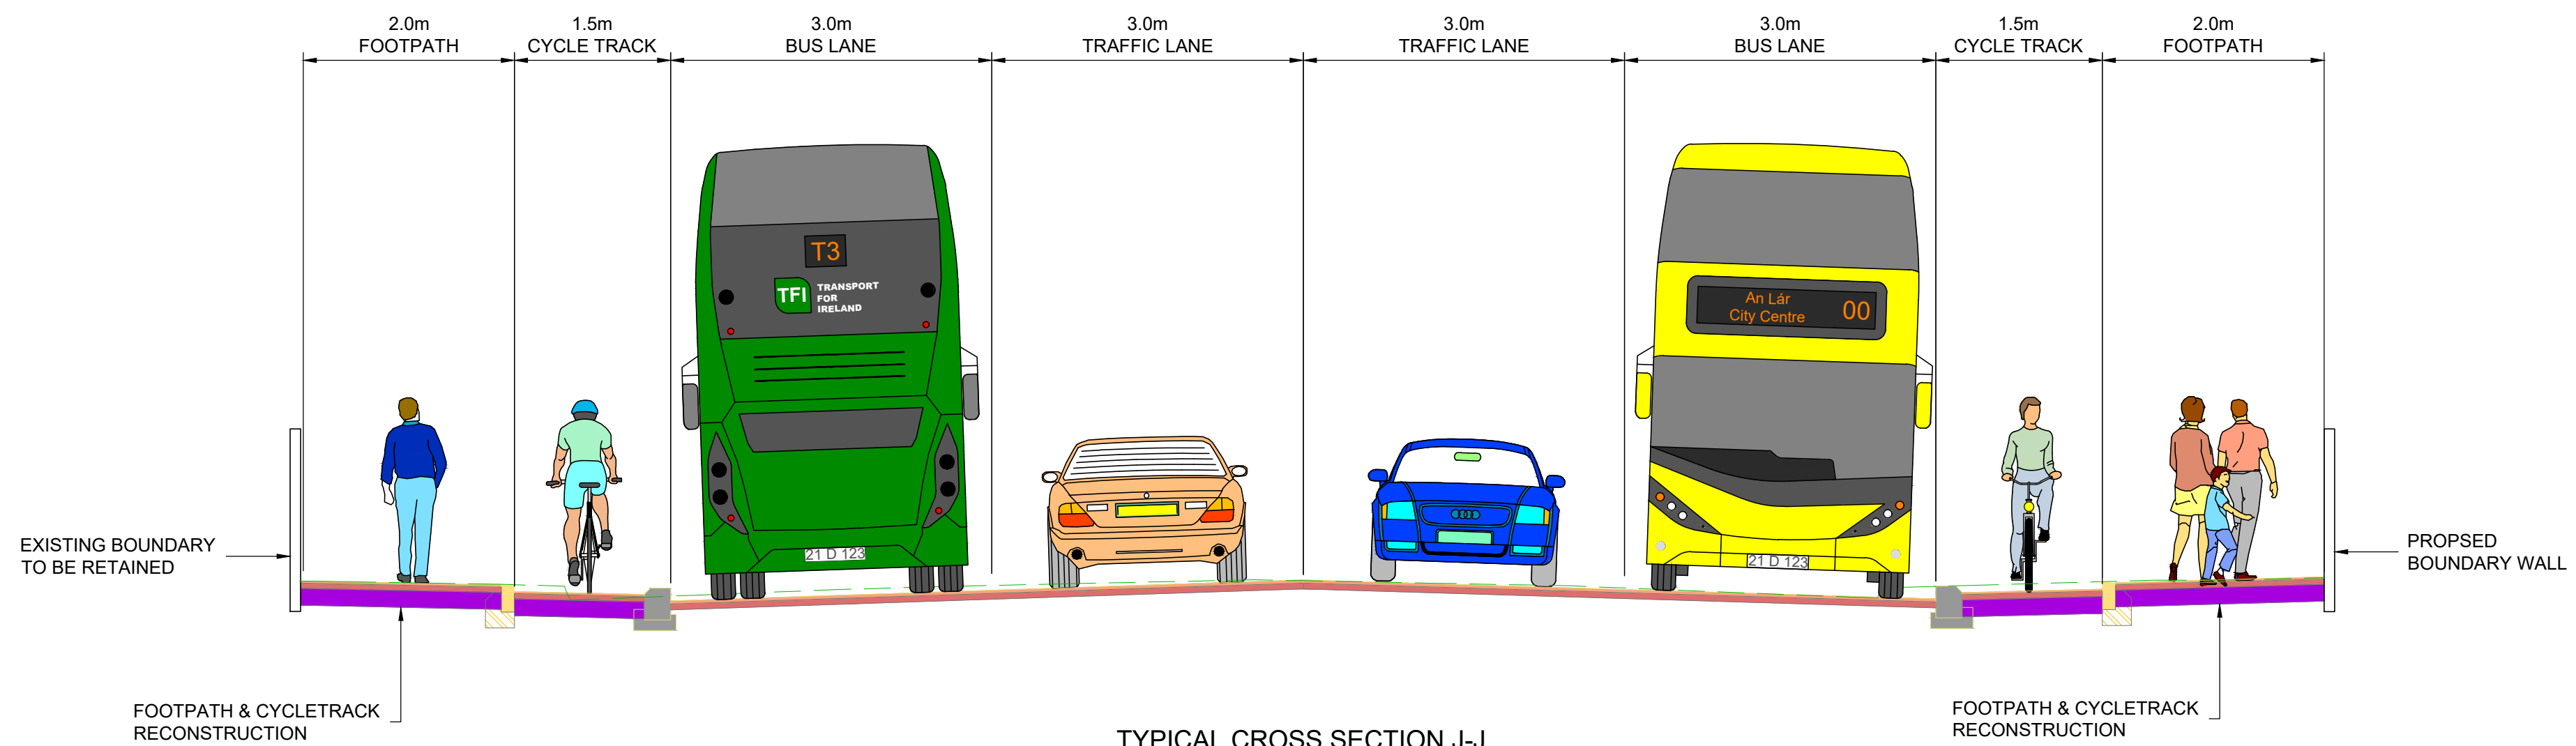 2.0m
FOOTPATH
1.5m
CYCLE TRACK
3.0m
BUS LANE
3.0m
TRAFFIC LANE
3.0m
TRAFFIC LANE
3.0m
BUS LANE
1.5m
CYCLE TRACK
2.0m
FOOTPATH
T3
TFI
TRANSPORT
FOR
IRELAND
21 D 123
An Lár
City Centre
00
21 D 123
EXISTING BOUNDARY
TO BE RETAINED
PROPSED
BOUNDARY WALL
FOOTPATH & CYCLETRACK
RECONSTRUCTION
FOOTPATH & CYCLETRACK
RECONSTRUCTION
TYPICAL CROSS SECTION J-J